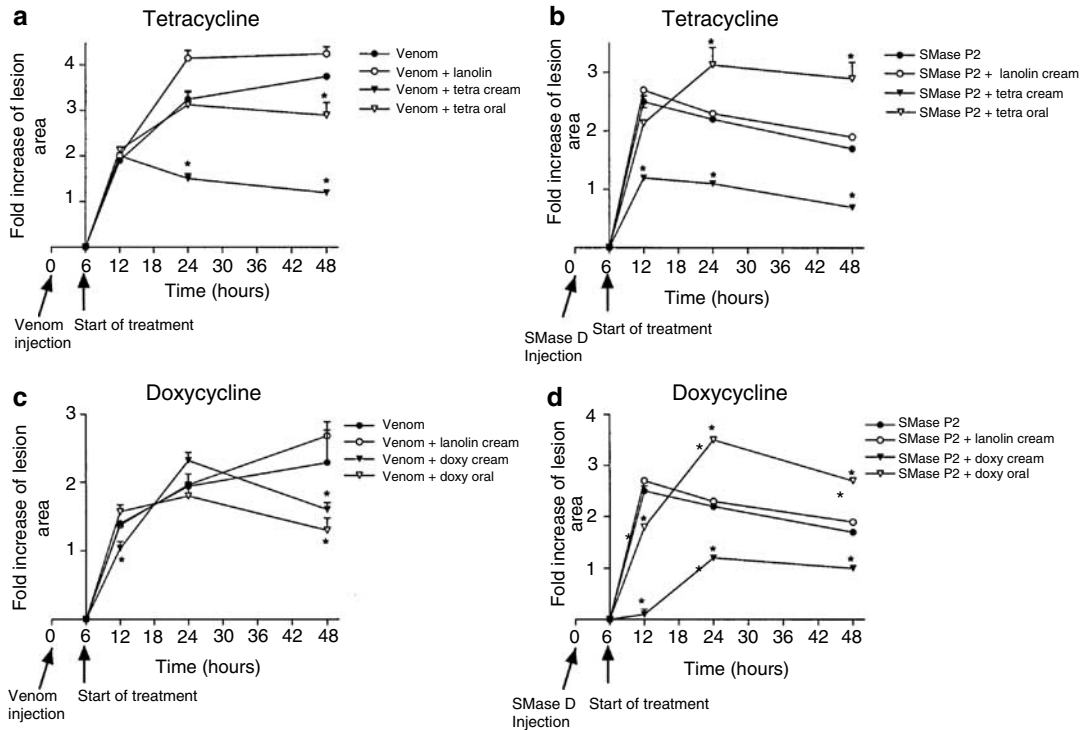 a
Tetracycline
Fold increase of lesion
area
4
3
2
1
*
*
*
Venom
Venom + lanolin
Venom + tetra cream
Venom + tetra oral
0 6 12 18 24 30 36 42 48
Time (hours)
Venom
injection
Start of treatment
b
Tetracycline
Fold increase of lesion
area
3
2
1
* *
* * *
SMase P2
SMase P2 + lanolin cream
SMase P2 + tetra cream
SMase P2 + tetra oral
0 6 12 18 24 30 36 42 48
Time (hours)
SMase D
Injection
Start of treatment
c
Doxycycline
Fold increase of lesion
area
3
2
1
*
*
*
Venom
Venom + lanolin cream
Venom + doxy cream
Venom + doxy oral
0 6 12 18 24 30 36 42 48
Time (hours)
Venom
injection
Start of treatment
d
Doxycycline
Fold increase of lesion
area
4
3
2
1
* * * *
* *
* * * *
SMase P2
SMase P2 + lanolin cream
SMase P2 + doxy cream
SMase P2 + doxy oral
0 6 12 18 24 30 36 42 48
Time (hours)
SMase D
Injection
Start of treatment